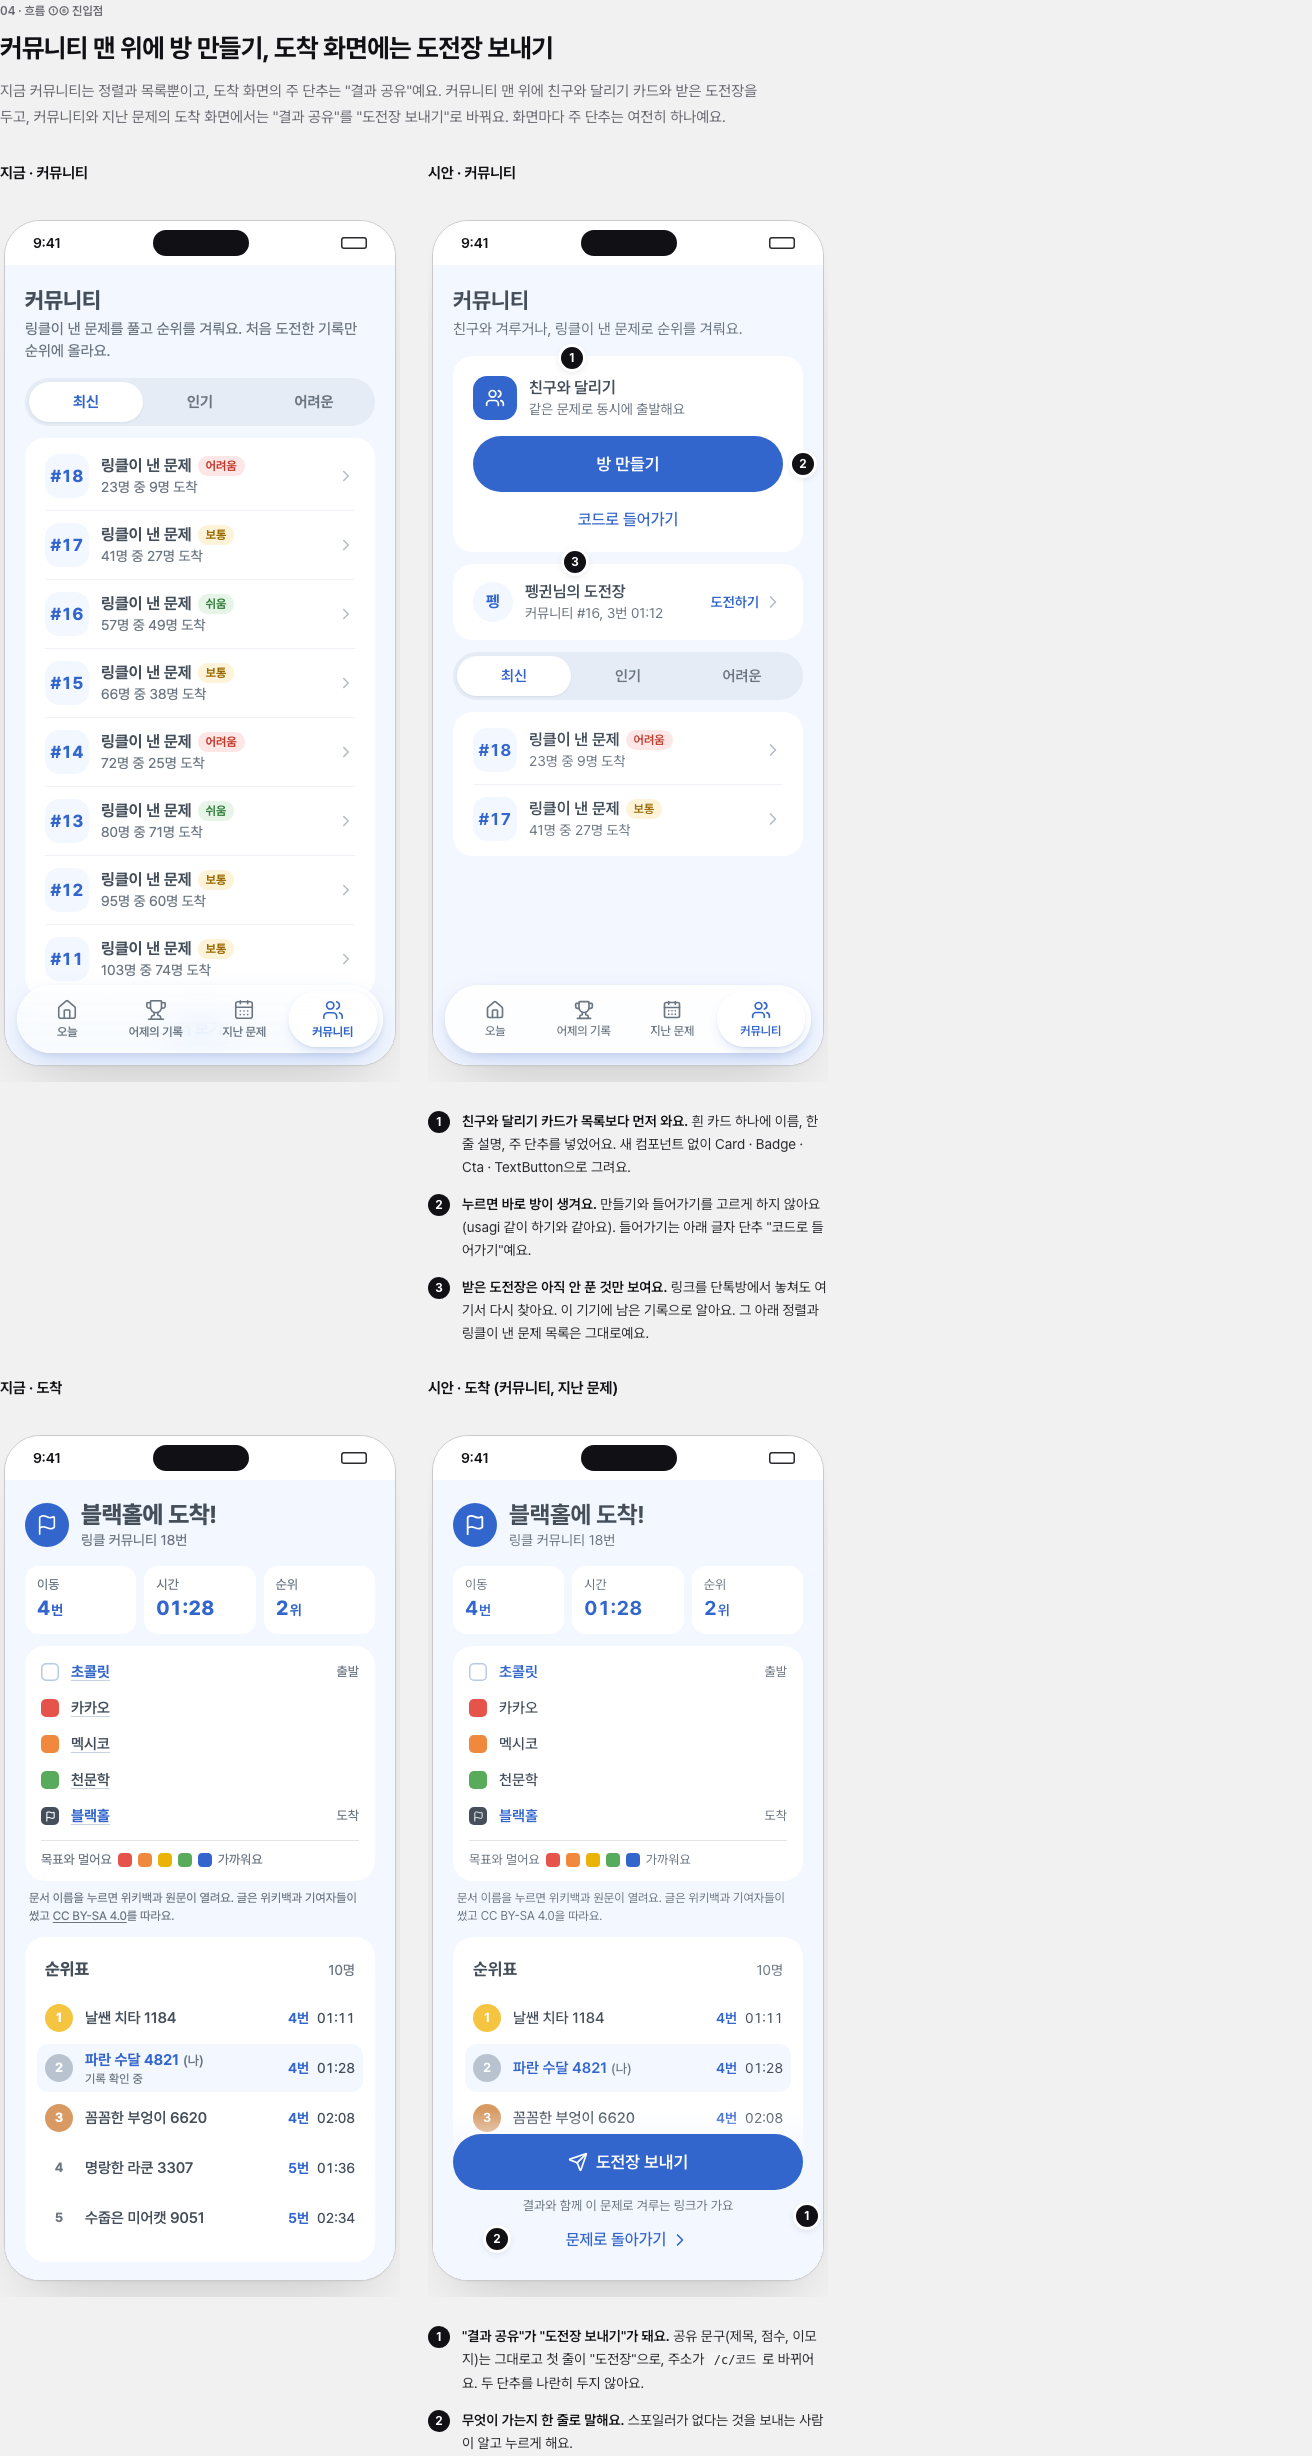 04 · 흐름 ①⑥ 진입점
커뮤니티 맨 위에 방 만들기, 도착 화면에는 도전장 보내기
지금 커뮤니티는 정렬과 목록뿐이고, 도착 화면의 주 단추는 "결과 공유"예요. 커뮤니티 맨 위에 친구와 달리기 카드와 받은 도전장을
두고, 커뮤니티와 지난 문제의 도착 화면에서는 "결과 공유"를 "도전장 보내기"로 바꿔요. 화면마다 주 단추는 여전히 하나예요.
지금 · 커뮤니티
9:41
커뮤니티
링클이 낸 문제를 풀고 순위를 겨뤄요. 처음 도전한 기록만
순위에 올라요.
최신 인기 어려운
#18 링클이 낸 문제 어려움
23명 중 9명 도착
#17 링클이 낸 문제 보통
41명 중 27명 도착
#16 링클이 낸 문제 쉬움
57명 중 49명 도착
#15 링클이 낸 문제 보통
66명 중 38명 도착
#14 링클이 낸 문제 어려움
72명 중 25명 도착
#13 링클이 낸 문제 쉬움
80명 중 71명 도착
#12 링클이 낸 문제 보통
95명 중 60명 도착
#11 링클이 낸 문제 보통
103명 중 74명 도착
오늘 어제의 기록 지난 문제 커뮤니티
시안 · 커뮤니티
9:41
커뮤니티
친구와 겨루거나, 링클이 낸 문제로 순위를 겨뤄요.
1
친구와 달리기
같은 문제로 동시에 출발해요
방 만들기
2
코드로 들어가기
3
펭 펭귄님의 도전장
커뮤니티 #16, 3번 01:12
도전하기
최신 인기 어려운
#18 링클이 낸 문제 어려움
23명 중 9명 도착
#17 링클이 낸 문제 보통
41명 중 27명 도착
오늘 어제의 기록 지난 문제 커뮤니티
1 친구와 달리기 카드가 목록보다 먼저 와요. 흰 카드 하나에 이름, 한
줄 설명, 주 단추를 넣었어요. 새 컴포넌트 없이 Card · Badge ·
Cta · TextButton으로 그려요.
2 누르면 바로 방이 생겨요. 만들기와 들어가기를 고르게 하지 않아요
(usagi 같이 하기와 같아요). 들어가기는 아래 글자 단추 "코드로 들
어가기"예요.
3 받은 도전장은 아직 안 푼 것만 보여요. 링크를 단톡방에서 놓쳐도 여
기서 다시 찾아요. 이 기기에 남은 기록으로 알아요. 그 아래 정렬과
링클이 낸 문제 목록은 그대로예요.
지금 · 도착
9:41
블랙홀에 도착!
링클 커뮤니티 18번
이동 시간 순위
4번 01:28 2위
초콜릿 출발
카카오
멕시코
천문학
블랙홀 도착
목표와 멀어요 가까워요
문서 이름을 누르면 위키백과 원문이 열려요. 글은 위키백과 기여자들이
썼고 CC BY-SA 4.0를 따라요.
순위표 10명
1 날쌘 치타 1184 4번 01:11
2 파란 수달 4821 (나) 4번 01:28
기록 확인 중
3 꼼꼼한 부엉이 6620 4번 02:08
4 명랑한 라쿤 3307 5번 01:36
5 수줍은 미어캣 9051 5번 02:34
시안 · 도착 (커뮤니티, 지난 문제)
9:41
블랙홀에 도착!
링클 커뮤니티 18번
이동 시간 순위
4번 01:28 2위
초콜릿 출발
카카오
멕시코
천문학
블랙홀 도착
목표와 멀어요 가까워요
문서 이름을 누르면 위키백과 원문이 열려요. 글은 위키백과 기여자들이
썼고 CC BY-SA 4.0을 따라요.
순위표 10명
1 날쌘 치타 1184 4번 01:11
2 파란 수달 4821 (나) 4번 01:28
3 꼼꼼한 부엉이 6620 4번 02:08
도전장 보내기
결과와 함께 이 문제로 겨루는 링크가 가요
1
2 문제로 돌아가기
1 "결과 공유"가 "도전장 보내기"가 돼요. 공유 문구(제목, 점수, 이모
지)는 그대로고 첫 줄이 "도전장"으로, 주소가 /c/코드 로 바뀌어
요. 두 단추를 나란히 두지 않아요.
2 무엇이 가는지 한 줄로 말해요. 스포일러가 없다는 것을 보내는 사람
이 알고 누르게 해요.